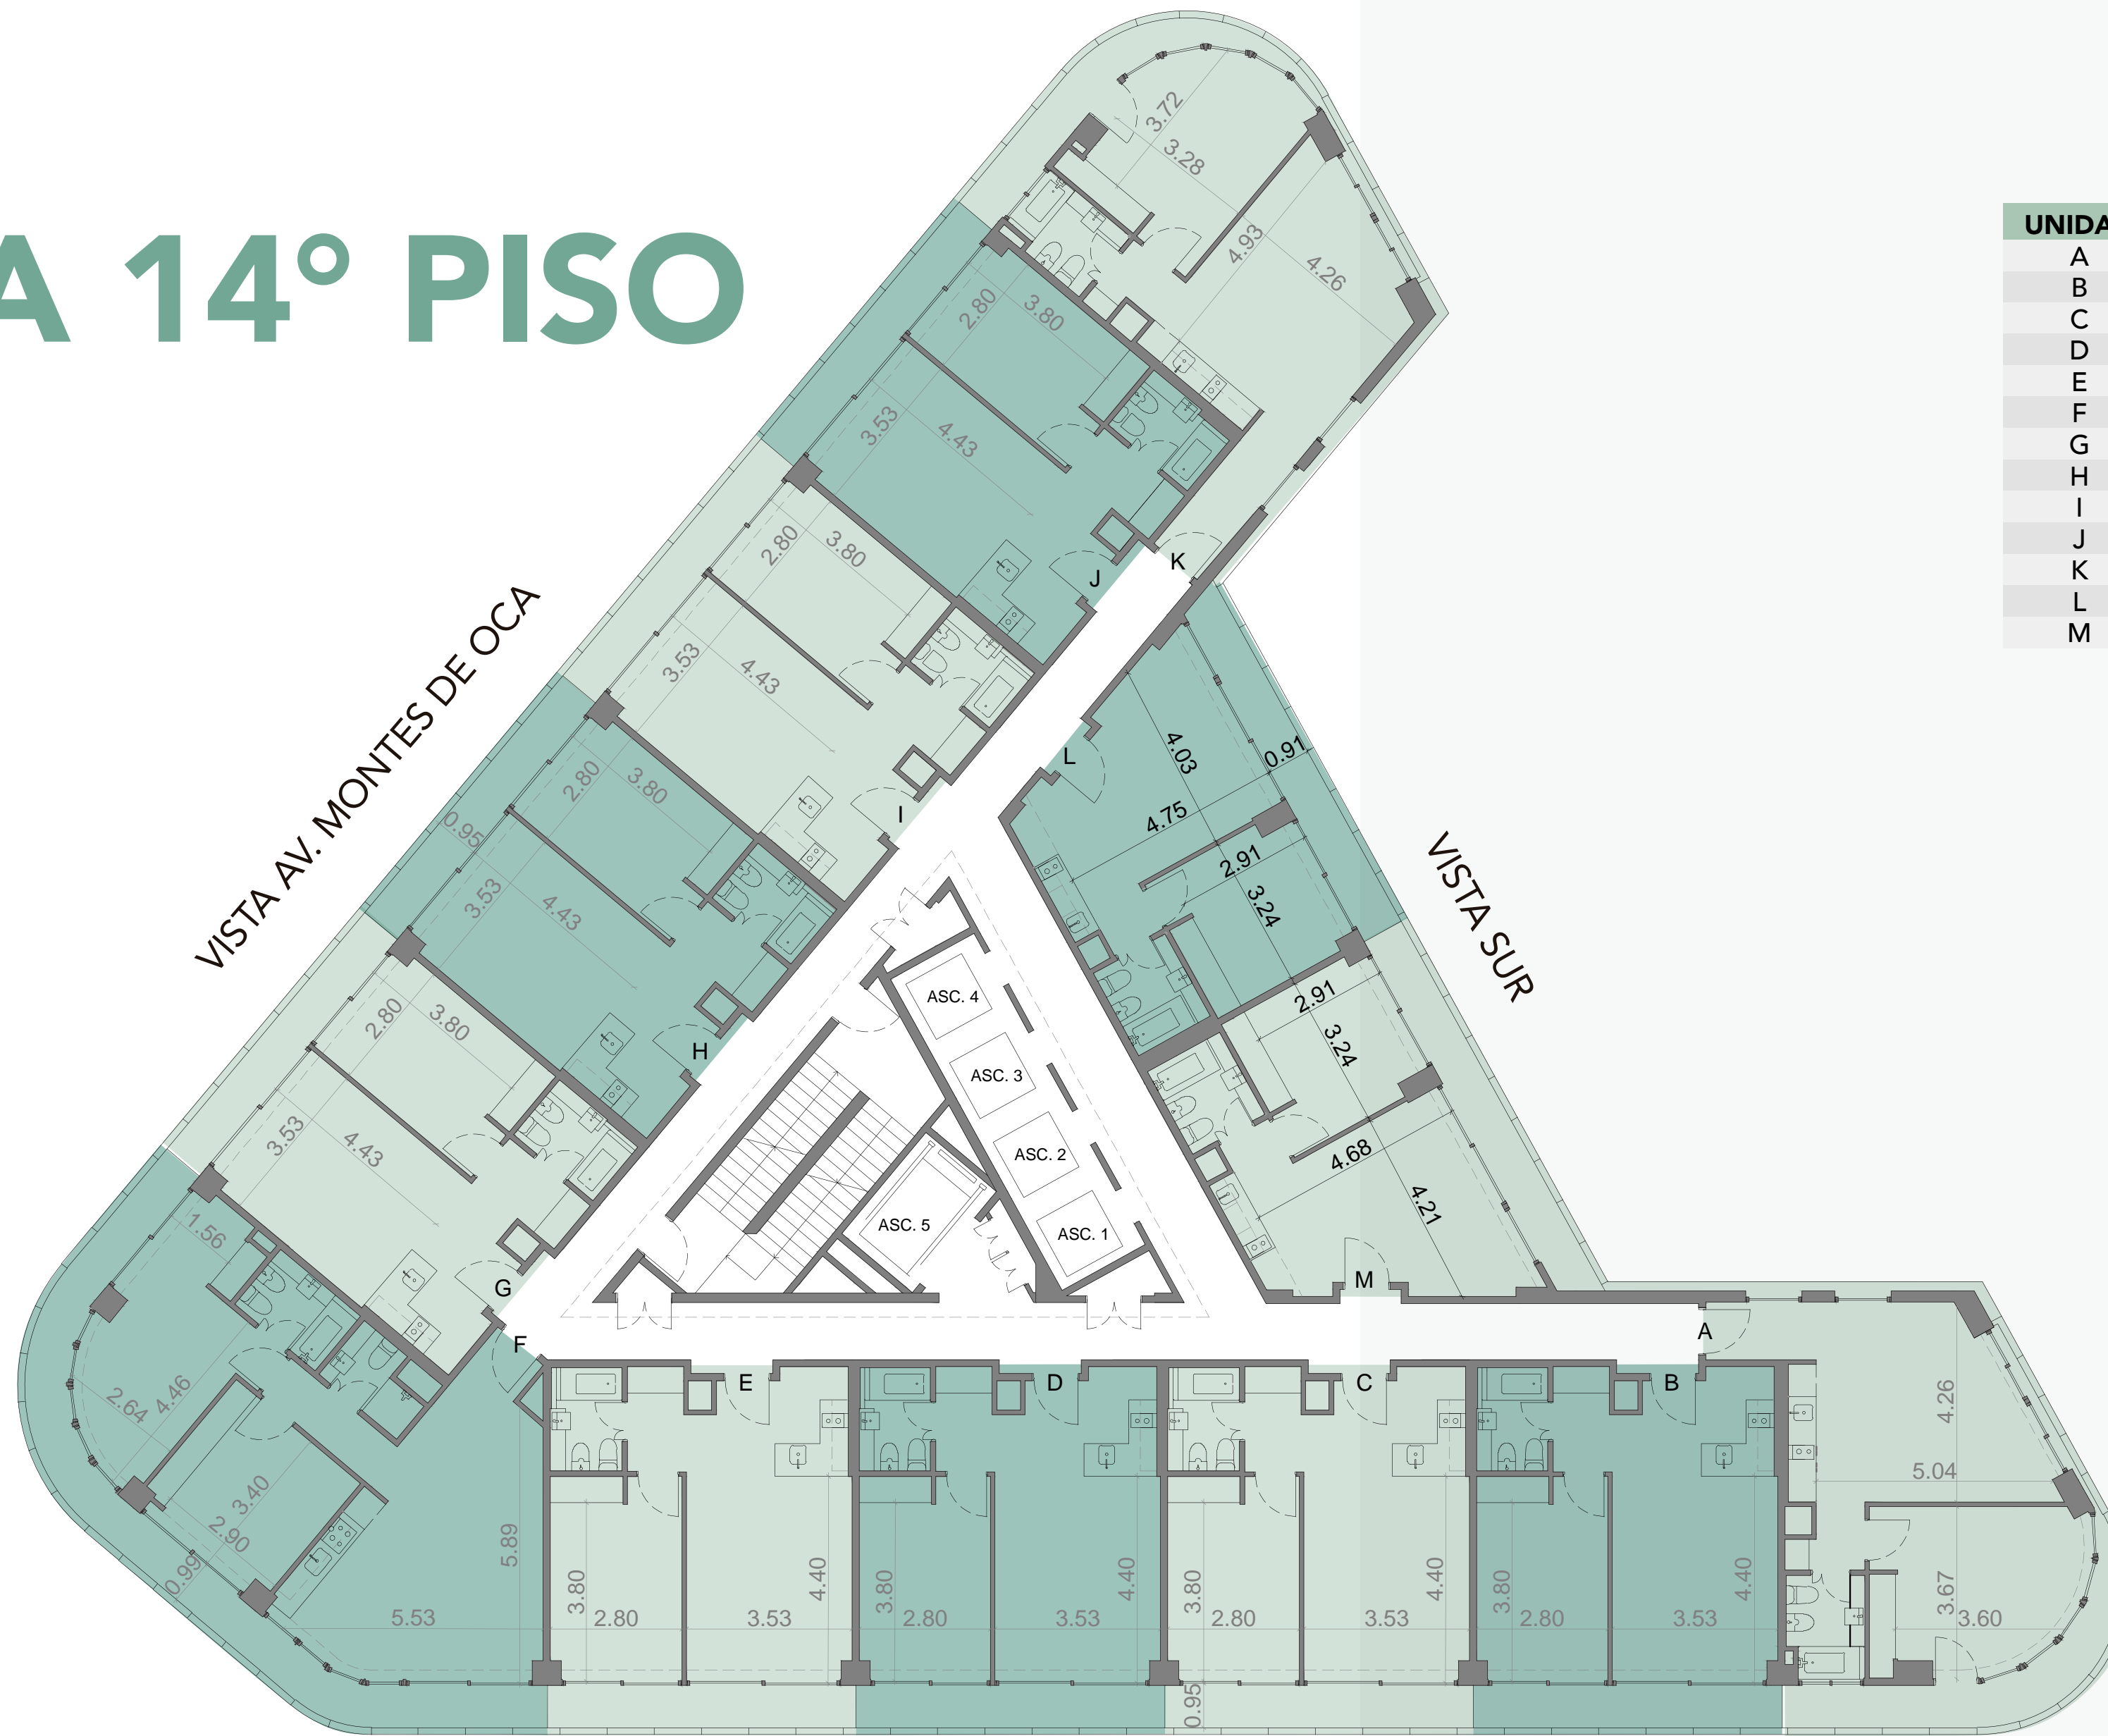 A 14° PISO
UNIDA
A
B
C
D
E
F
G
H
I
J
K
L
M
VISTA AV. MONTES DE OCA
VISTA SUR
3.72
3.28
4.93
4.26
K
2.80
3.80
3.53
4.43
J
2.80
3.80
3.53
4.43
I
2.80
3.80
0.95
3.53
4.43
H
2.80
3.80
3.53
4.43
G
L
4.03
0.91
4.75
2.91
3.24
2.91
3.24
4.68
4.21
M
ASC. 4
ASC. 3
ASC. 2
ASC. 1
ASC. 5
1.56
F
2.64
4.46
3.40
2.90
0.99
5.89
5.53
E
3.80
2.80
4.40
3.53
D
3.80
2.80
4.40
3.53
C
3.80
2.80
4.40
3.53
0.95
B
3.80
2.80
4.40
3.53
A
4.26
5.04
3.67
3.60